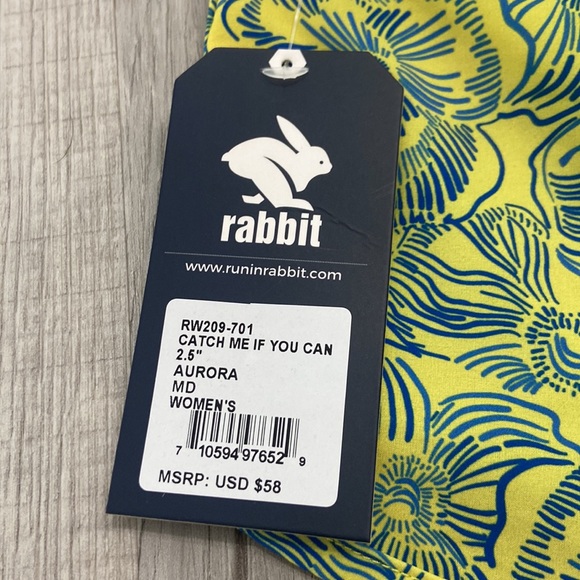 rabbit
www.runinrabbit.com
RW209-701
CATCH ME IF YOU CAN
2.5"
AURORA
MD
WOMEN'S
7 10594 97652 9
MSRP: USD $58